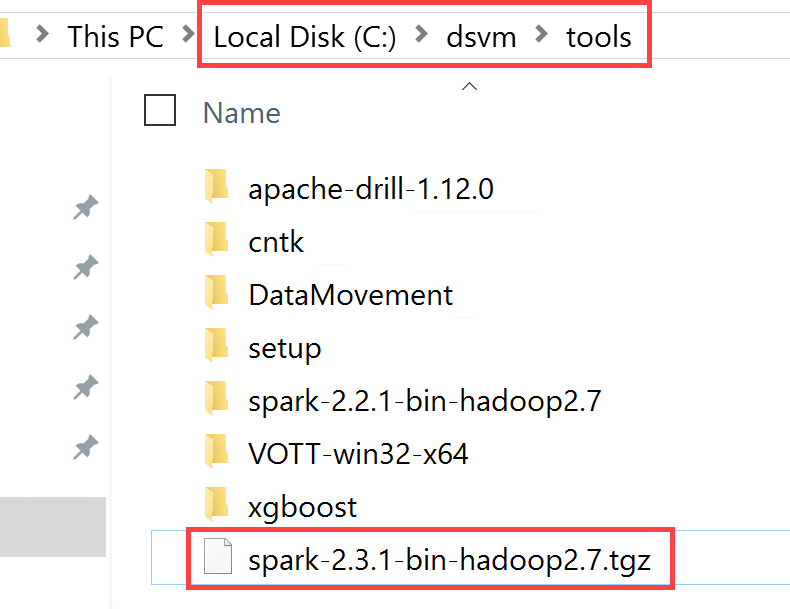 This PC > Local Disk (C:) > dsvm > tools
Name
apache-drill-1.12.0
cntk
DataMovement
setup
spark-2.2.1-bin-hadoop2.7
VOTT-win32-x64
xgboost
spark-2.3.1-bin-hadoop2.7.tgz